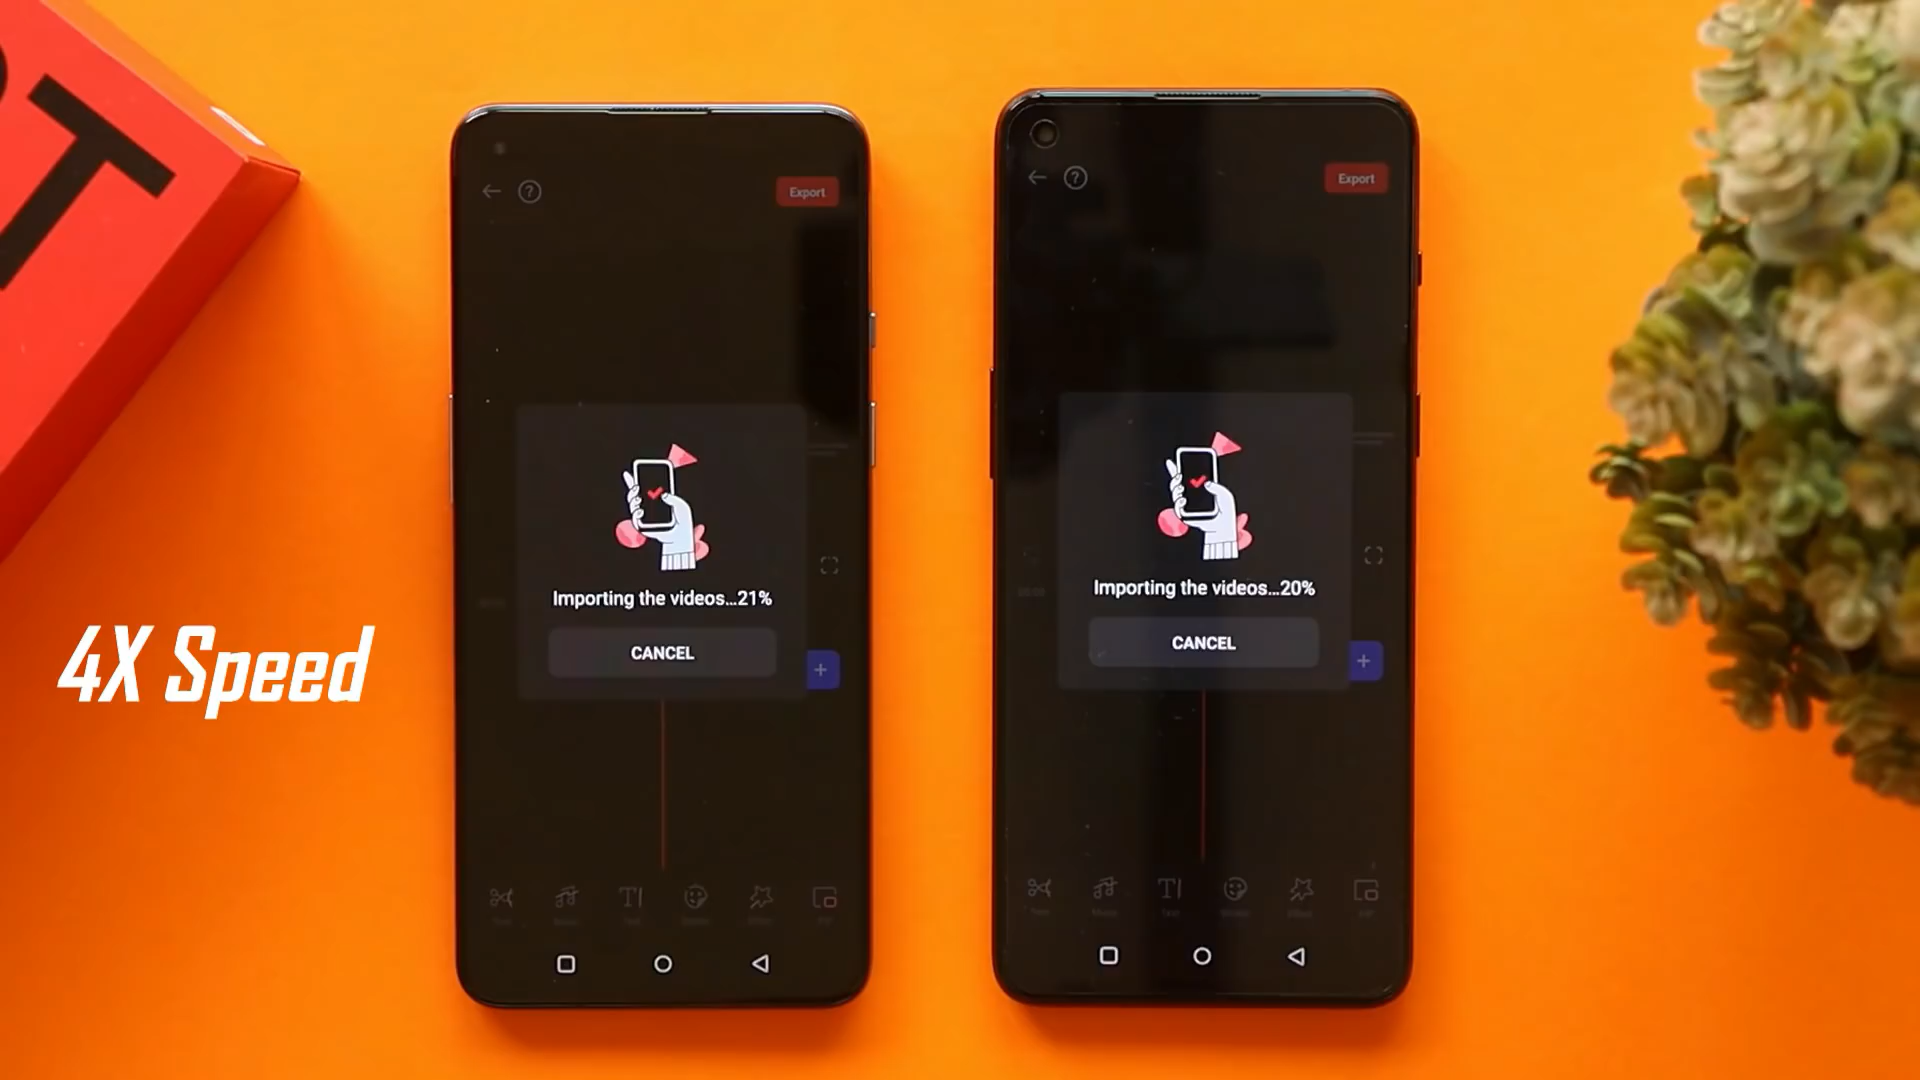 T
Export
Importing the videos...21%
CANCEL
4X Speed
Export
Importing the videos...20%
CANCEL